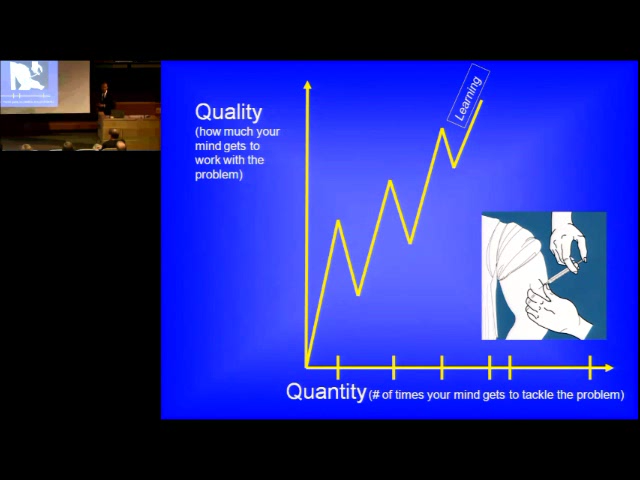 Learning
Quality
(how much your
mind gets to
work with the
problem)
Quantity (# of times your mind gets to tackle the problem)